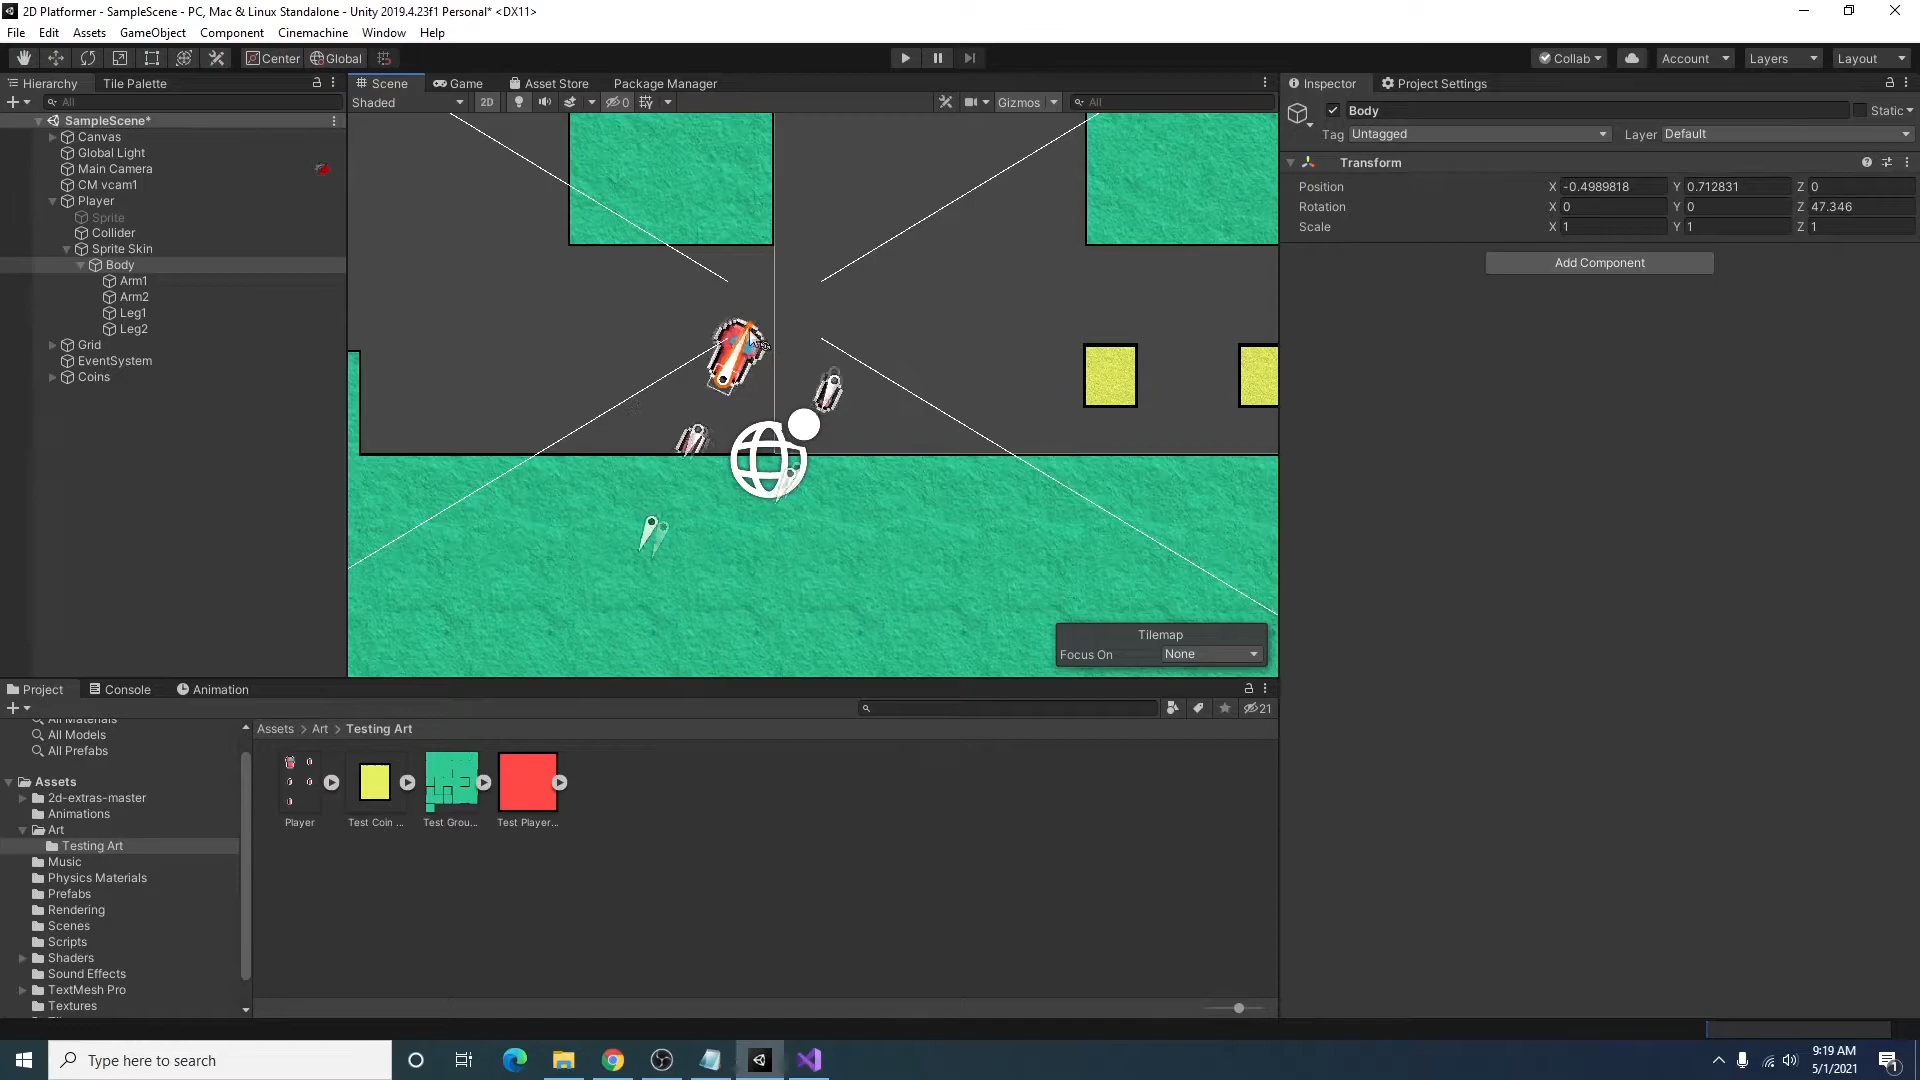 2D Platformer - SampleScene - PC, Mac & Linux Standalone - Unity 2019.4.23f1 Personal* <DX11>
File Edit Assets GameObject Component Cinemachine Window Help
Center Global Collab Account Layers Layout
Hierarchy Tile Palette Scene Game Asset Store Package Manager Inspector Project Settings
All Shaded 2D 0 Gizmos All
Body Static
Tag Untagged Layer Default
Transform
Position X -0.4989818 Y 0.712831 Z 0
Rotation X 0 Y 0 Z 47.346
Scale X 1 Y 1 Z 1
Add Component
SampleScene*
Canvas
Global Light
Main Camera
CM vcam1
Player
Sprite
Collider
Sprite Skin
Body
Arm1
Arm2
Leg1
Leg2
Grid
EventSystem
Coins
Tilemap
Focus On None
Project Console Animation
21
All Materials
All Models
All Prefabs
Assets
2d-extras-master
Animations
Art
Testing Art
Music
Physics Materials
Prefabs
Rendering
Scenes
Scripts
Shaders
Sound Effects
TextMesh Pro
Textures
Assets > Art > Testing Art
Player Test Coin ... Test Grou... Test Player...
Type here to search
9:19 AM
5/1/2021
1